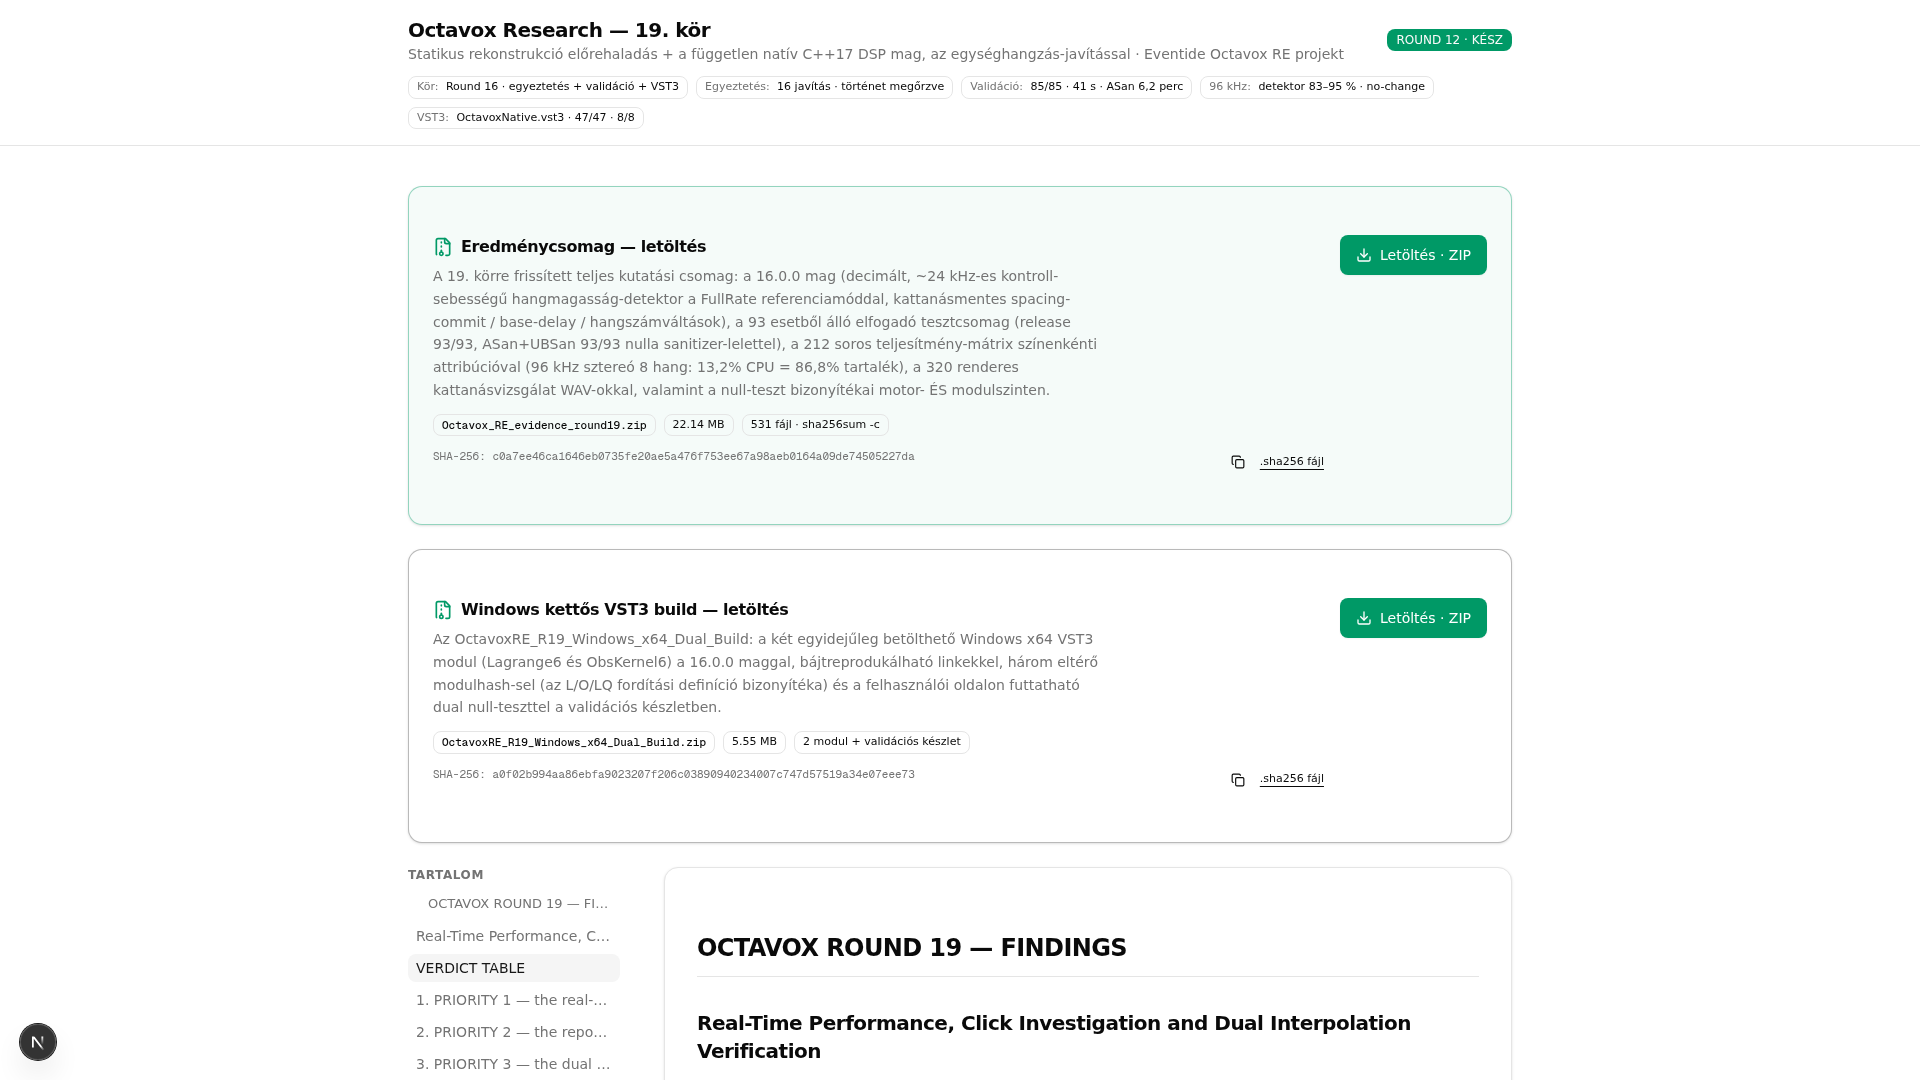 Octavox Research — 19. kör
Statikus rekonstrukció előrehaladás + a független natív C++17 DSP mag, az egységhangzás-javítással · Eventide Octavox RE projekt
ROUND 12 · KÉSZ
Kör: Round 16 · egyeztetés + validáció + VST3
Egyeztetés: 16 javítás · történet megőrzve
Validáció: 85/85 · 41 s · ASan 6,2 perc
96 kHz: detektor 83–95 % · no-change
VST3: OctavoxNative.vst3 · 47/47 · 8/8
Eredménycsomag — letöltés
Letöltés · ZIP
A 19. körre frissített teljes kutatási csomag: a 16.0.0 mag (decimált, ~24 kHz-es kontroll-
sebességű hangmagasság-detektor a FullRate referenciamóddal, kattanásmentes spacing-
commit / base-delay / hangszámváltások), a 93 esetből álló elfogadó tesztcsomag (release
93/93, ASan+UBSan 93/93 nulla sanitizer-lelettel), a 212 soros teljesítmény-mátrix színenkénti
attribúcióval (96 kHz sztereó 8 hang: 13,2% CPU = 86,8% tartalék), a 320 renderes
kattanásvizsgálat WAV-okkal, valamint a null-teszt bizonyítékai motor- ÉS modulszinten.
Octavox_RE_evidence_round19.zip
22.14 MB
531 fájl · sha256sum -c
SHA-256: c0a7ee46ca1646eb0735fe20ae5a476f753ee67a98aeb0164a09de74505227da
.sha256 fájl
Windows kettős VST3 build — letöltés
Letöltés · ZIP
Az OctavoxRE_R19_Windows_x64_Dual_Build: a két egyidejűleg betölthető Windows x64 VST3
modul (Lagrange6 és ObsKernel6) a 16.0.0 maggal, bájtreprodukálható linkekkel, három eltérő
modulhash-sel (az L/O/LQ fordítási definíció bizonyítéka) és a felhasználói oldalon futtatható
dual null-teszttel a validációs készletben.
OctavoxRE_R19_Windows_x64_Dual_Build.zip
5.55 MB
2 modul + validációs készlet
SHA-256: a0f02b994aa86ebfa9023207f206c03890940234007c747d57519a34e07eee73
.sha256 fájl
TARTALOM
OCTAVOX ROUND 19 — FI...
Real-Time Performance, C...
VERDICT TABLE
1. PRIORITY 1 — the real-...
2. PRIORITY 2 — the repo...
3. PRIORITY 3 — the dual ...
OCTAVOX ROUND 19 — FINDINGS
Real-Time Performance, Click Investigation and Dual Interpolation
Verification
N